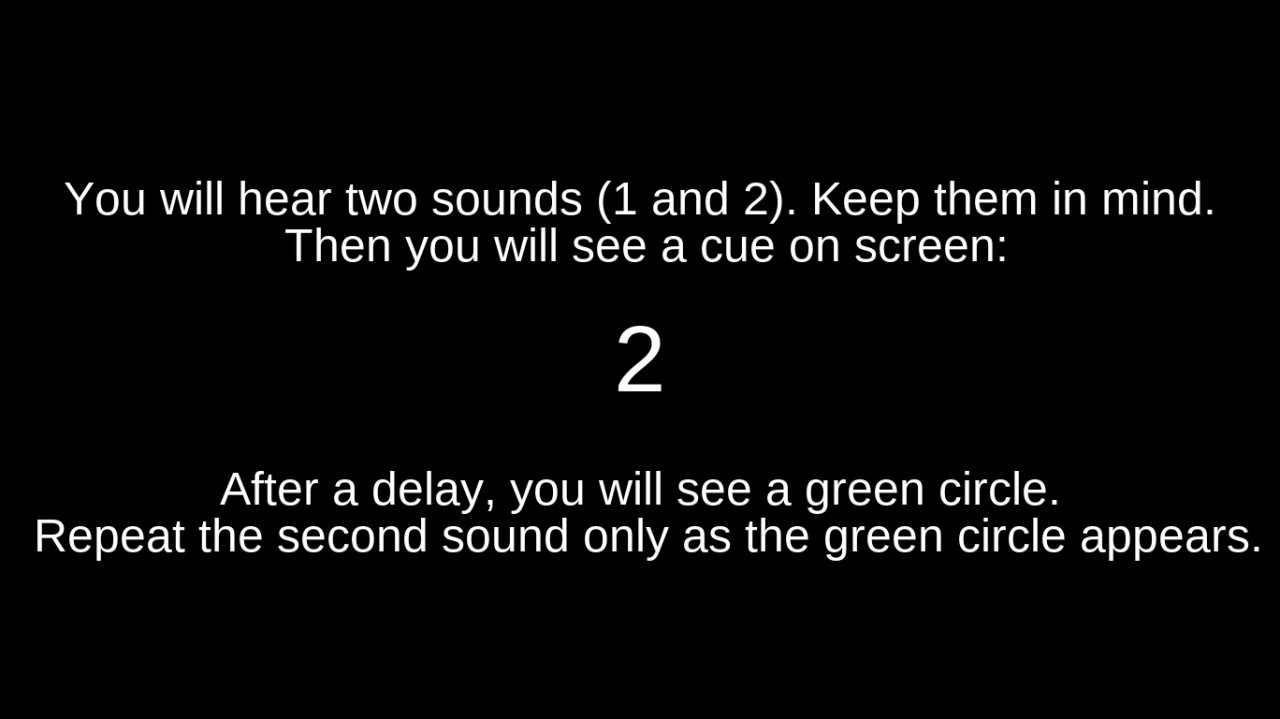 You will hear two sounds (1 and 2). Keep them in mind.
Then you will see a cue on screen:
2
After a delay, you will see a green circle.
Repeat the second sound only as the green circle appears.